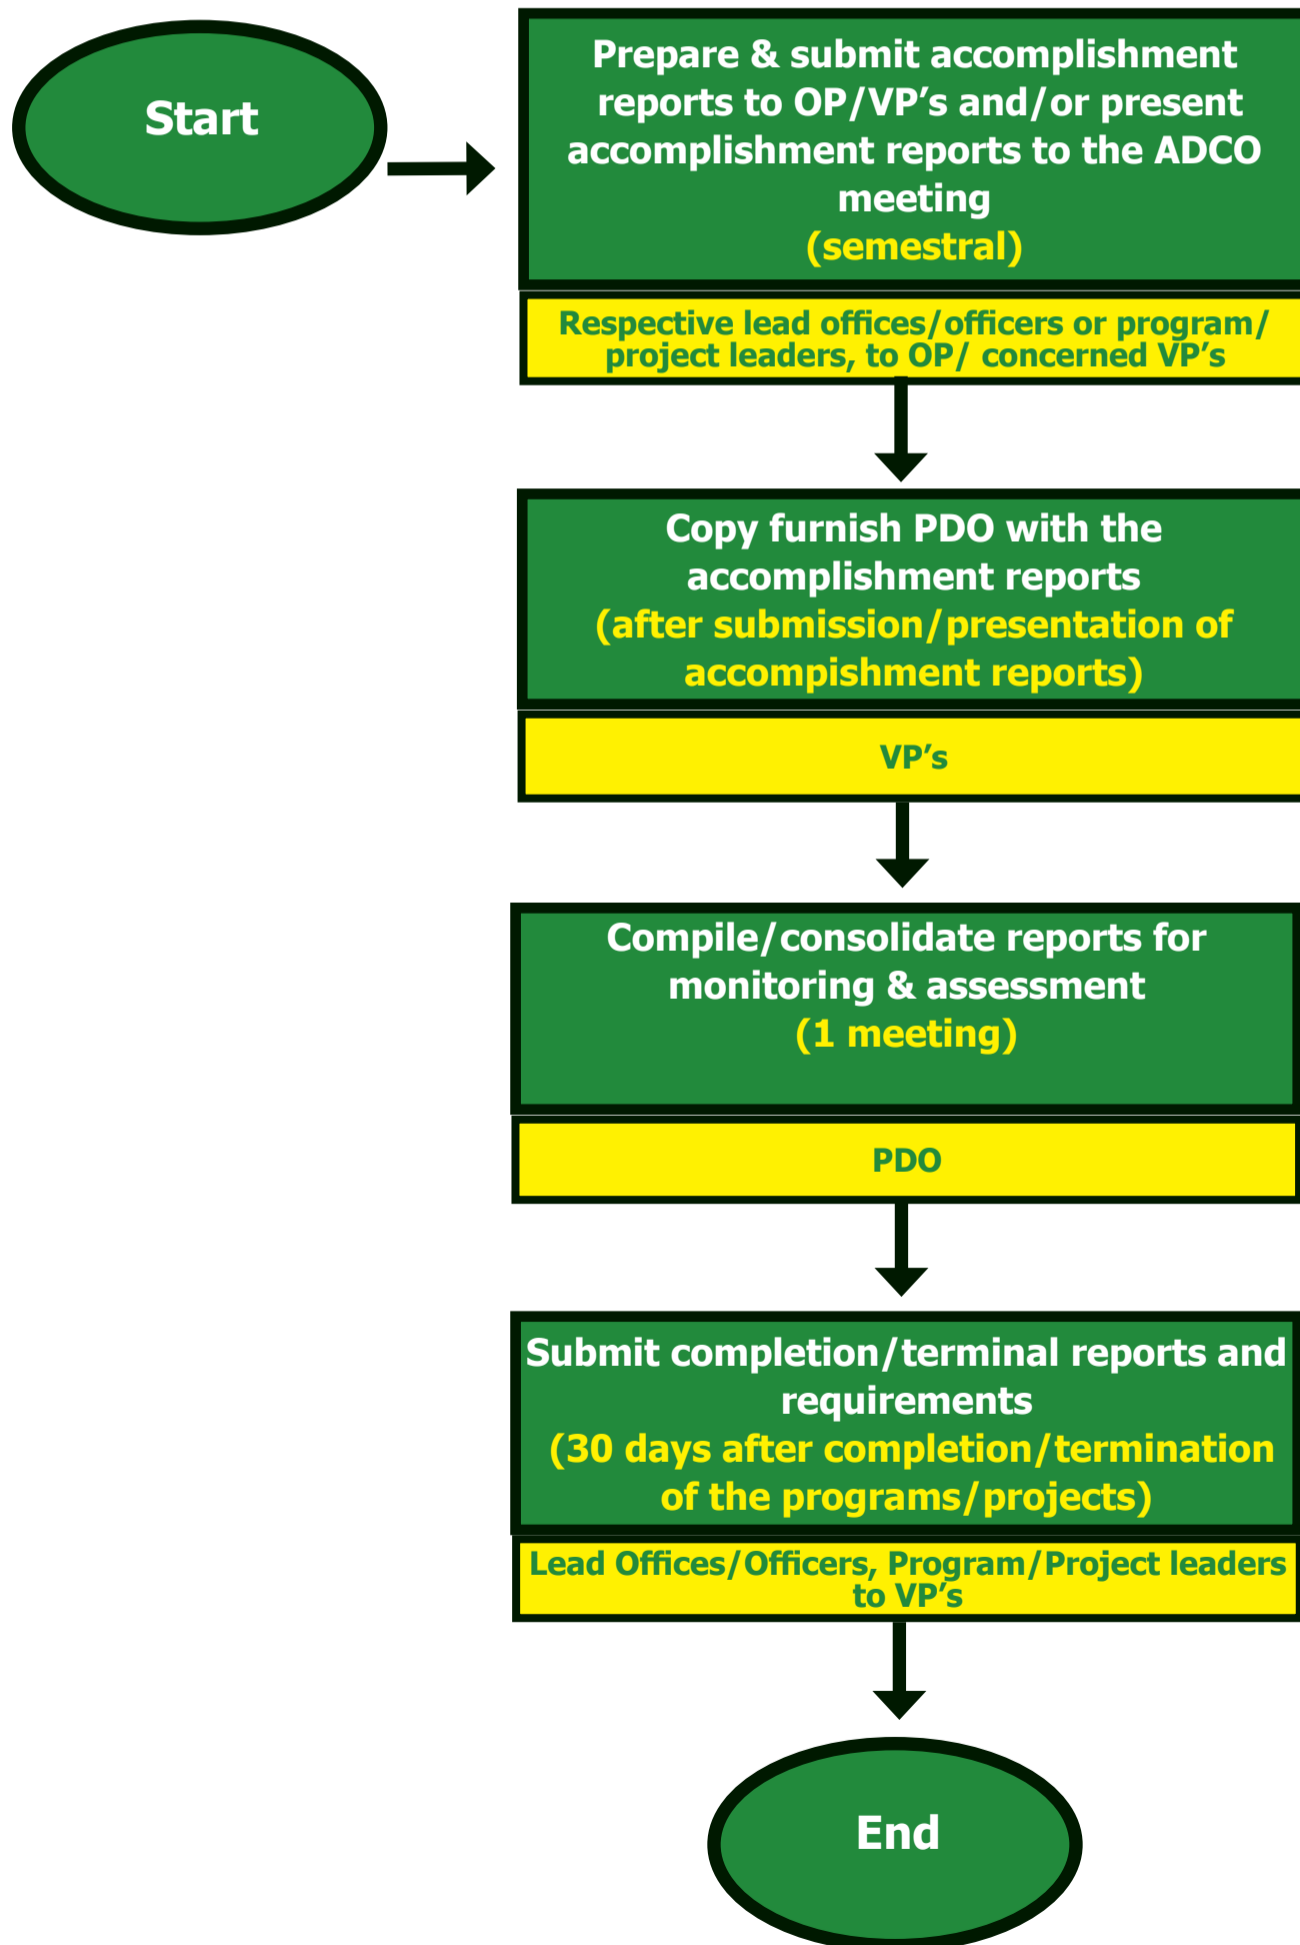 Start
Prepare & submit accomplishment
reports to OP/VP’s and/or present
accomplishment reports to the ADCO
meeting
(semestral)
Respective lead offices/officers or program/
project leaders, to OP/ concerned VP’s
Copy furnish PDO with the
accomplishment reports
(after submission/presentation of
accompishment reports)
VP’s
Compile/consolidate reports for
monitoring & assessment
(1 meeting)
PDO
Submit completion/terminal reports and
requirements
(30 days after completion/termination
of the programs/projects)
Lead Offices/Officers, Program/Project leaders
to VP’s
End